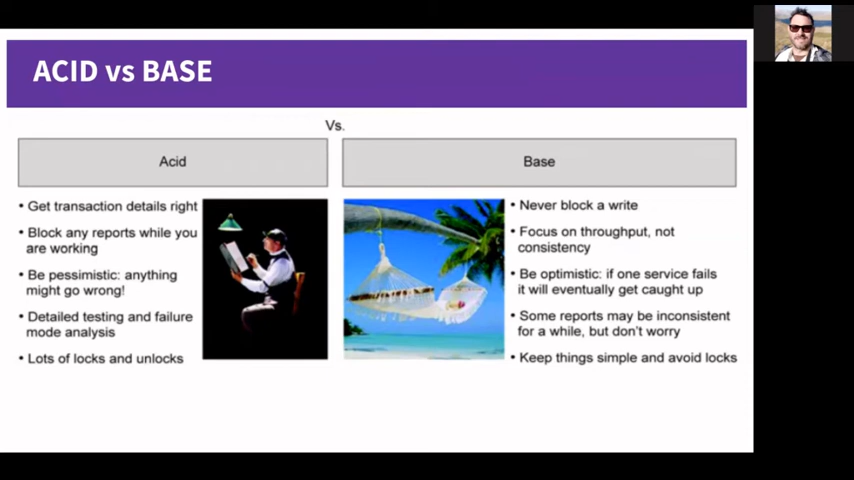 ACID vs BASE
Vs.
Acid
• Get transaction details right
• Block any reports while you
are working
• Be pessimistic: anything
might go wrong!
• Detailed testing and failure
mode analysis
• Lots of locks and unlocks
Base
• Never block a write
• Focus on throughput, not
consistency
• Be optimistic: if one service fails
it will eventually get caught up
• Some reports may be inconsistent
for a while, but don't worry
• Keep things simple and avoid locks